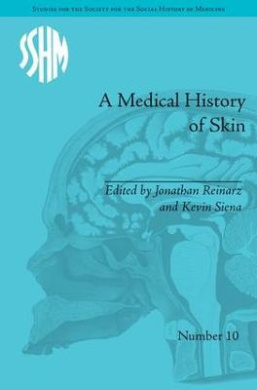 STUDIES FOR THE SOCIETY FOR THE SOCIAL HISTORY OF MEDICINE
SSHM
A Medical History
of Skin
Edited by Jonathan Reinarz
and Kevin Siena
Number 10